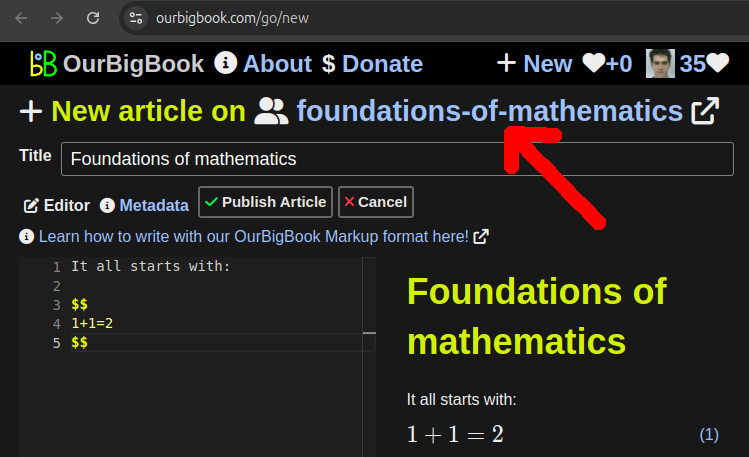 ourbigbook.com/go/new
OurBigBook About $ Donate + New +0 35
+ New article on foundations-of-mathematics
Title Foundations of mathematics
Editor Metadata Publish Article Cancel
Learn how to write with our OurBigBook Markup format here!
1 It all starts with:
2
3 $$
4 1+1=2
5 $$
Foundations of
mathematics
It all starts with:
1 + 1 = 2 (1)